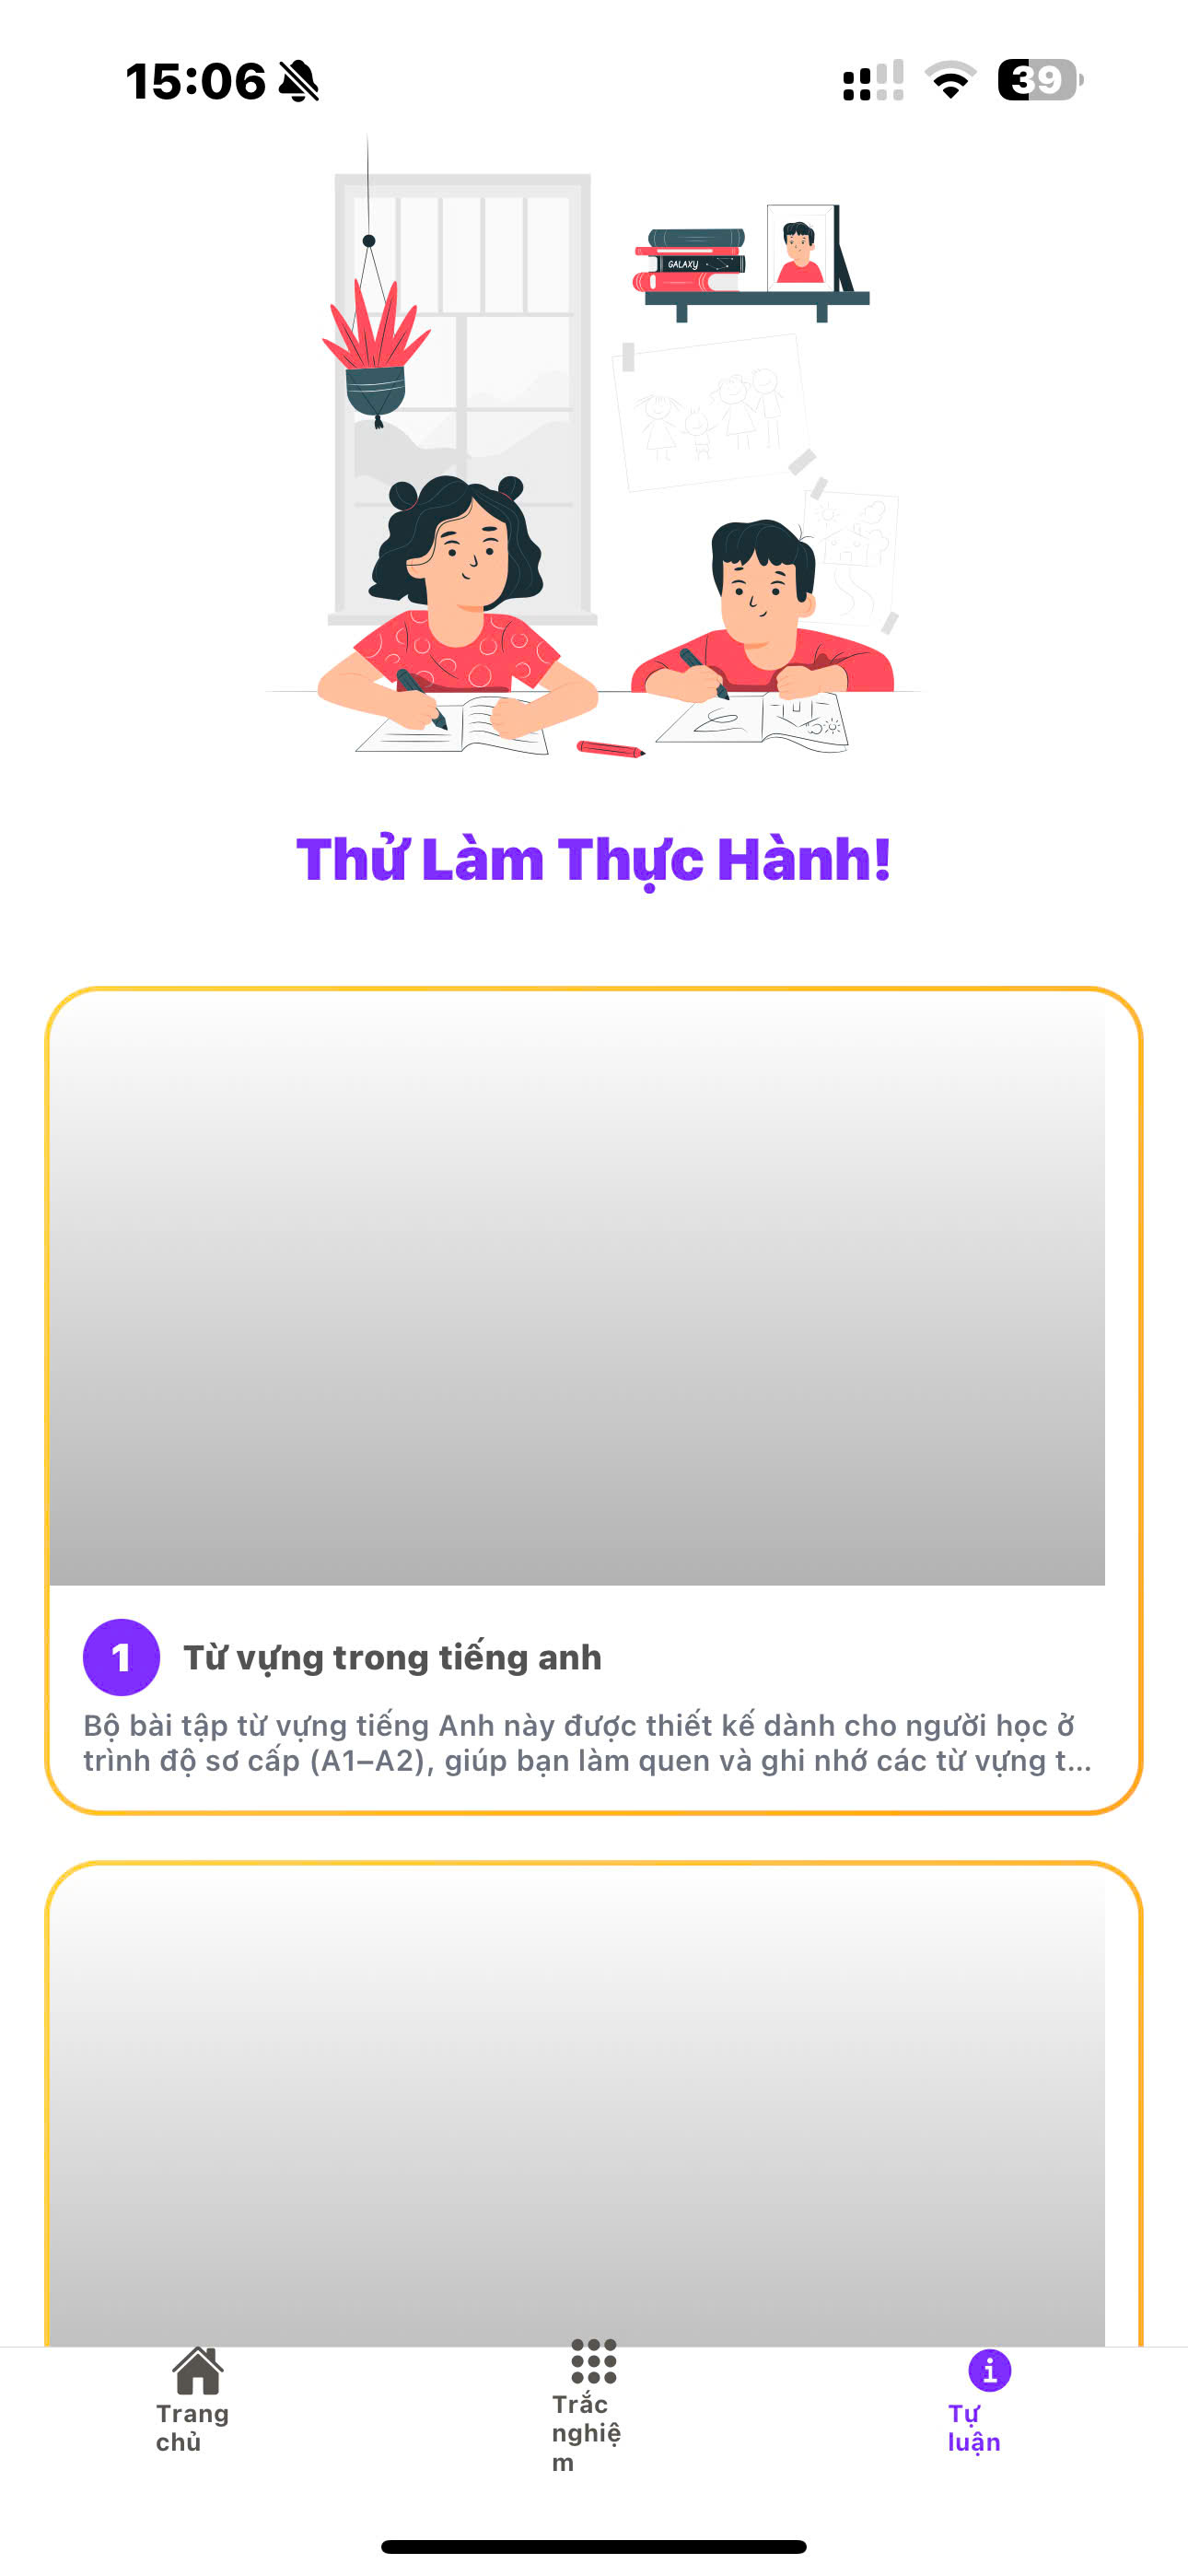 15:06
39
GALAXY
Thử Làm Thực Hành!
1
Từ vựng trong tiếng anh
Bộ bài tập từ vựng tiếng Anh này được thiết kế dành cho người học ở
trình độ sơ cấp (A1–A2), giúp bạn làm quen và ghi nhớ các từ vựng t...
Trang
chủ
Trắc
nghiệ
m
Tự
luận